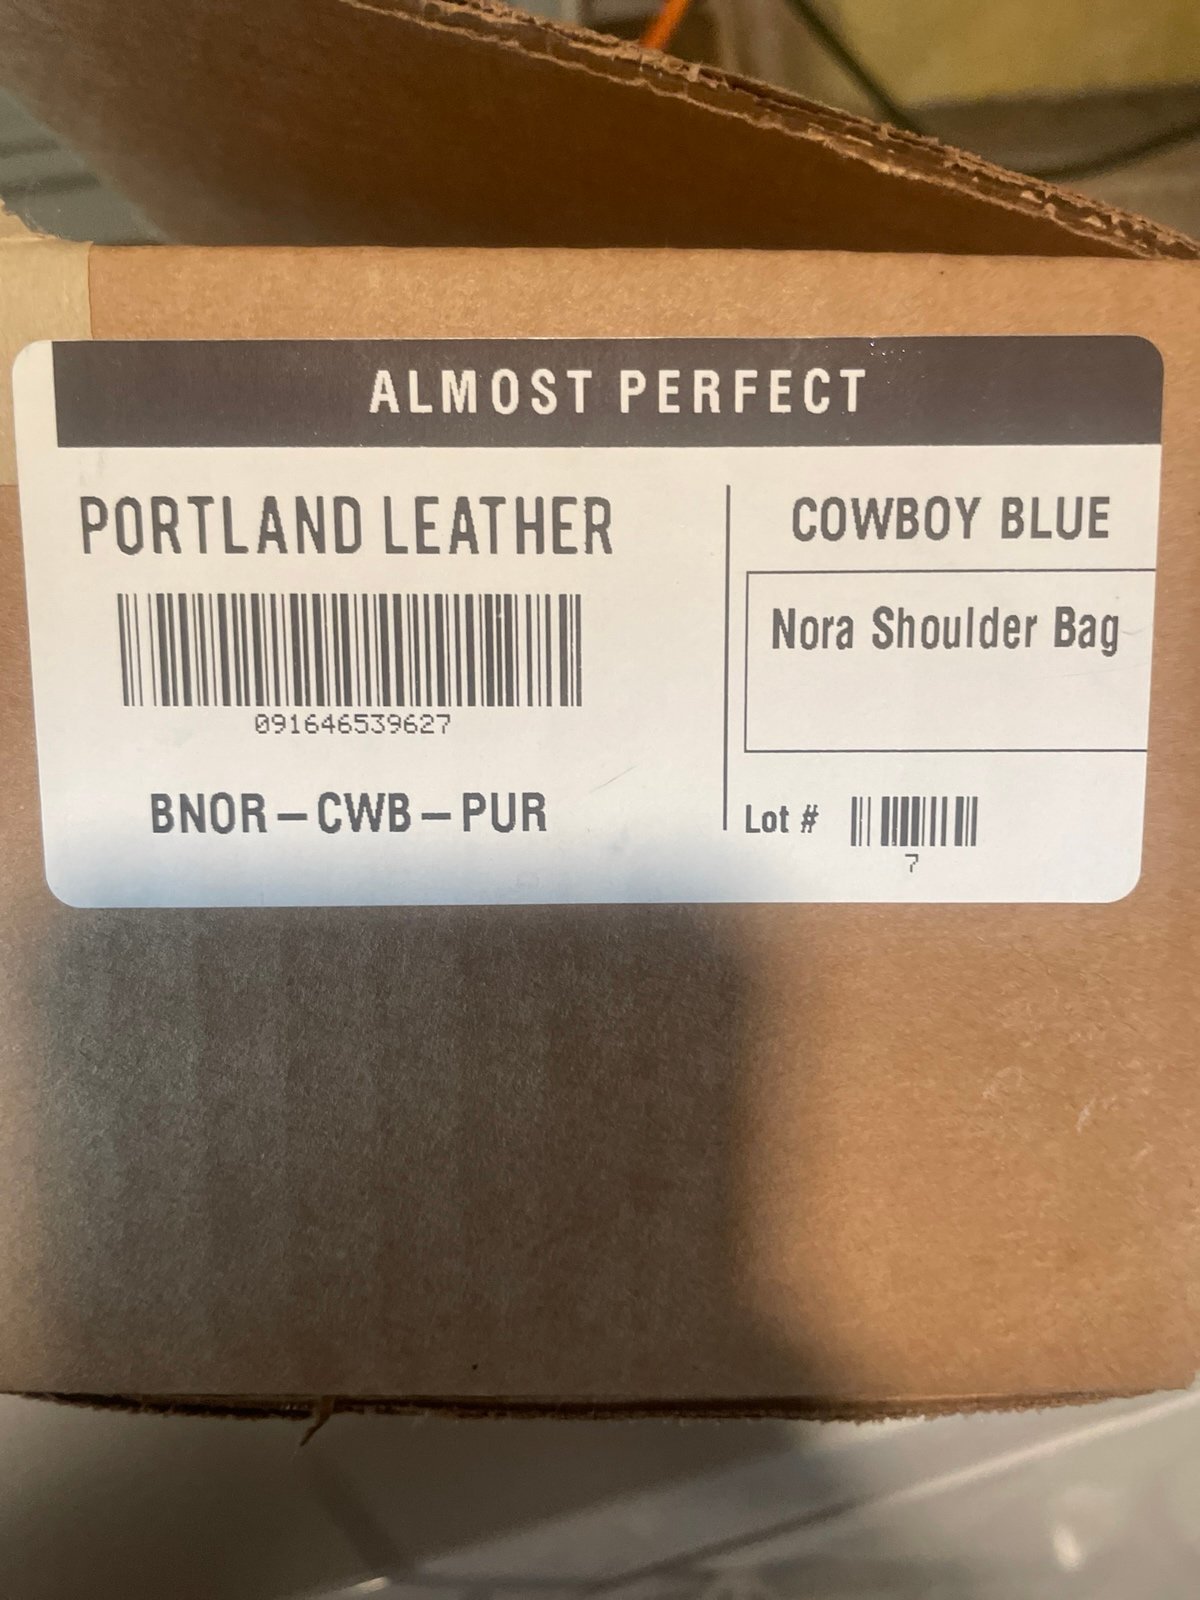 ALMOST PERFECT
PORTLAND LEATHER
091646539627
BNOR-CWB-PUR
COWBOY BLUE
Nora Shoulder Bag
Lot #
7